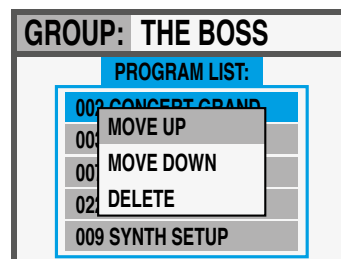 GROUP: THE BOSS
PROGRAM LIST:
002 CONCERT GRAND
MOVE UP
MOVE DOWN
DELETE
009 SYNTH SETUP